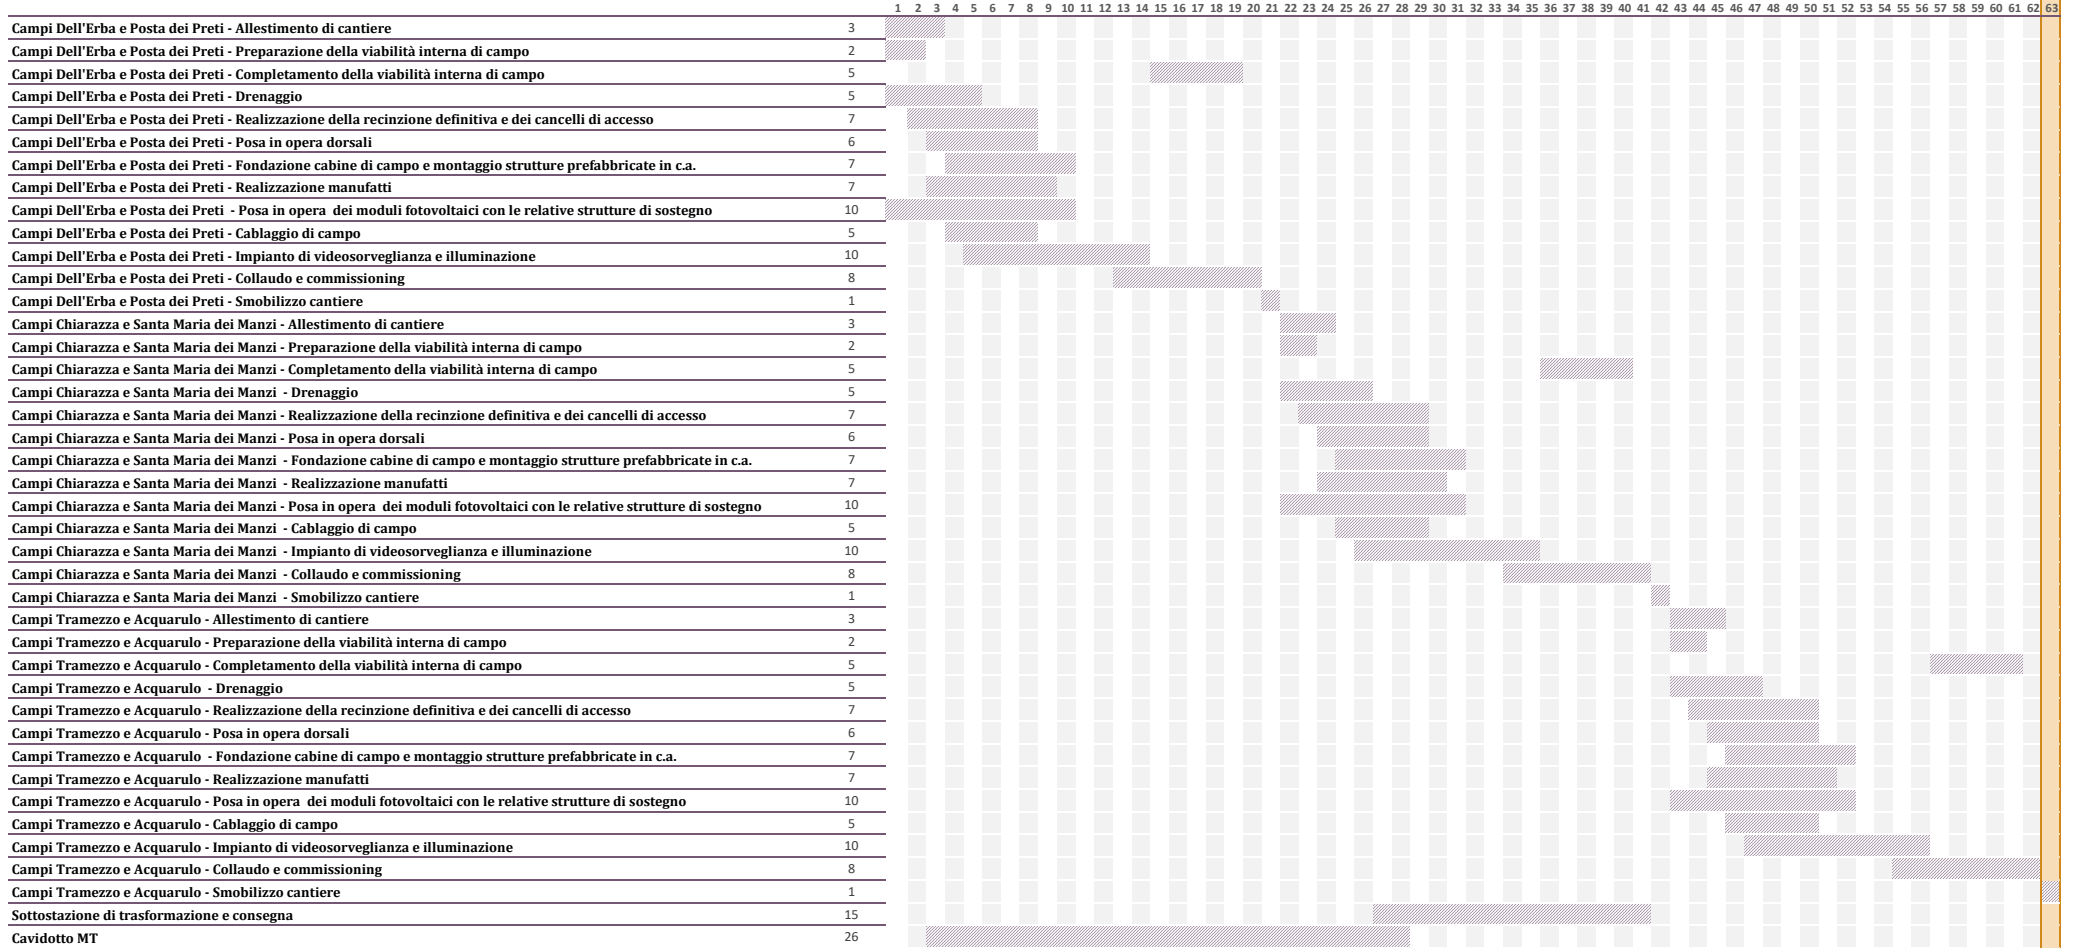 1 2 3 4 5 6 7 8 9 10 11 12 13 14 15 16 17 18 19 20 21 22 23 24 25 26 27 28 29 30 31 32 33 34 35 36 37 38 39 40 41 42 43 44 45 46 47 48 49 50 51 52 53 54 55 56 57 58 59 60 61 62 63
Campi Dell'Erba e Posta dei Preti - Allestimento di cantiere 3
Campi Dell'Erba e Posta dei Preti - Preparazione della viabilità interna di campo 2
Campi Dell'Erba e Posta dei Preti - Completamento della viabilità interna di campo 5
Campi Dell'Erba e Posta dei Preti - Drenaggio 5
Campi Dell'Erba e Posta dei Preti - Realizzazione della recinzione definitiva e dei cancelli di accesso 7
Campi Dell'Erba e Posta dei Preti - Posa in opera dorsali 6
Campi Dell'Erba e Posta dei Preti - Fondazione cabine di campo e montaggio strutture prefabbricate in c.a. 7
Campi Dell'Erba e Posta dei Preti - Realizzazione manufatti 7
Campi Dell'Erba e Posta dei Preti - Posa in opera dei moduli fotovoltaici con le relative strutture di sostegno 10
Campi Dell'Erba e Posta dei Preti - Cablaggio di campo 5
Campi Dell'Erba e Posta dei Preti - Impianto di videosorveglianza e illuminazione 10
Campi Dell'Erba e Posta dei Preti - Collaudo e commissioning 8
Campi Dell'Erba e Posta dei Preti - Smobilizzo cantiere 1
Campi Chiarazza e Santa Maria dei Manzi - Allestimento di cantiere 3
Campi Chiarazza e Santa Maria dei Manzi - Preparazione della viabilità interna di campo 2
Campi Chiarazza e Santa Maria dei Manzi - Completamento della viabilità interna di campo 5
Campi Chiarazza e Santa Maria dei Manzi - Drenaggio 5
Campi Chiarazza e Santa Maria dei Manzi - Realizzazione della recinzione definitiva e dei cancelli di accesso 7
Campi Chiarazza e Santa Maria dei Manzi - Posa in opera dorsali 6
Campi Chiarazza e Santa Maria dei Manzi - Fondazione cabine di campo e montaggio strutture prefabbricate in c.a. 7
Campi Chiarazza e Santa Maria dei Manzi - Realizzazione manufatti 7
Campi Chiarazza e Santa Maria dei Manzi - Posa in opera dei moduli fotovoltaici con le relative strutture di sostegno 10
Campi Chiarazza e Santa Maria dei Manzi - Cablaggio di campo 5
Campi Chiarazza e Santa Maria dei Manzi - Impianto di videosorveglianza e illuminazione 10
Campi Chiarazza e Santa Maria dei Manzi - Collaudo e commissioning 8
Campi Chiarazza e Santa Maria dei Manzi - Smobilizzo cantiere 1
Campi Tramezzo e Acquarulo - Allestimento di cantiere 3
Campi Tramezzo e Acquarulo - Preparazione della viabilità interna di campo 2
Campi Tramezzo e Acquarulo - Completamento della viabilità interna di campo 5
Campi Tramezzo e Acquarulo - Drenaggio 5
Campi Tramezzo e Acquarulo - Realizzazione della recinzione definitiva e dei cancelli di accesso 7
Campi Tramezzo e Acquarulo - Posa in opera dorsali 6
Campi Tramezzo e Acquarulo - Fondazione cabine di campo e montaggio strutture prefabbricate in c.a. 7
Campi Tramezzo e Acquarulo - Realizzazione manufatti 7
Campi Tramezzo e Acquarulo - Posa in opera dei moduli fotovoltaici con le relative strutture di sostegno 10
Campi Tramezzo e Acquarulo - Cablaggio di campo 5
Campi Tramezzo e Acquarulo - Impianto di videosorveglianza e illuminazione 10
Campi Tramezzo e Acquarulo - Collaudo e commissioning 8
Campi Tramezzo e Acquarulo - Smobilizzo cantiere 1
Sottostazione di trasformazione e consegna 15
Cavidotto MT 26